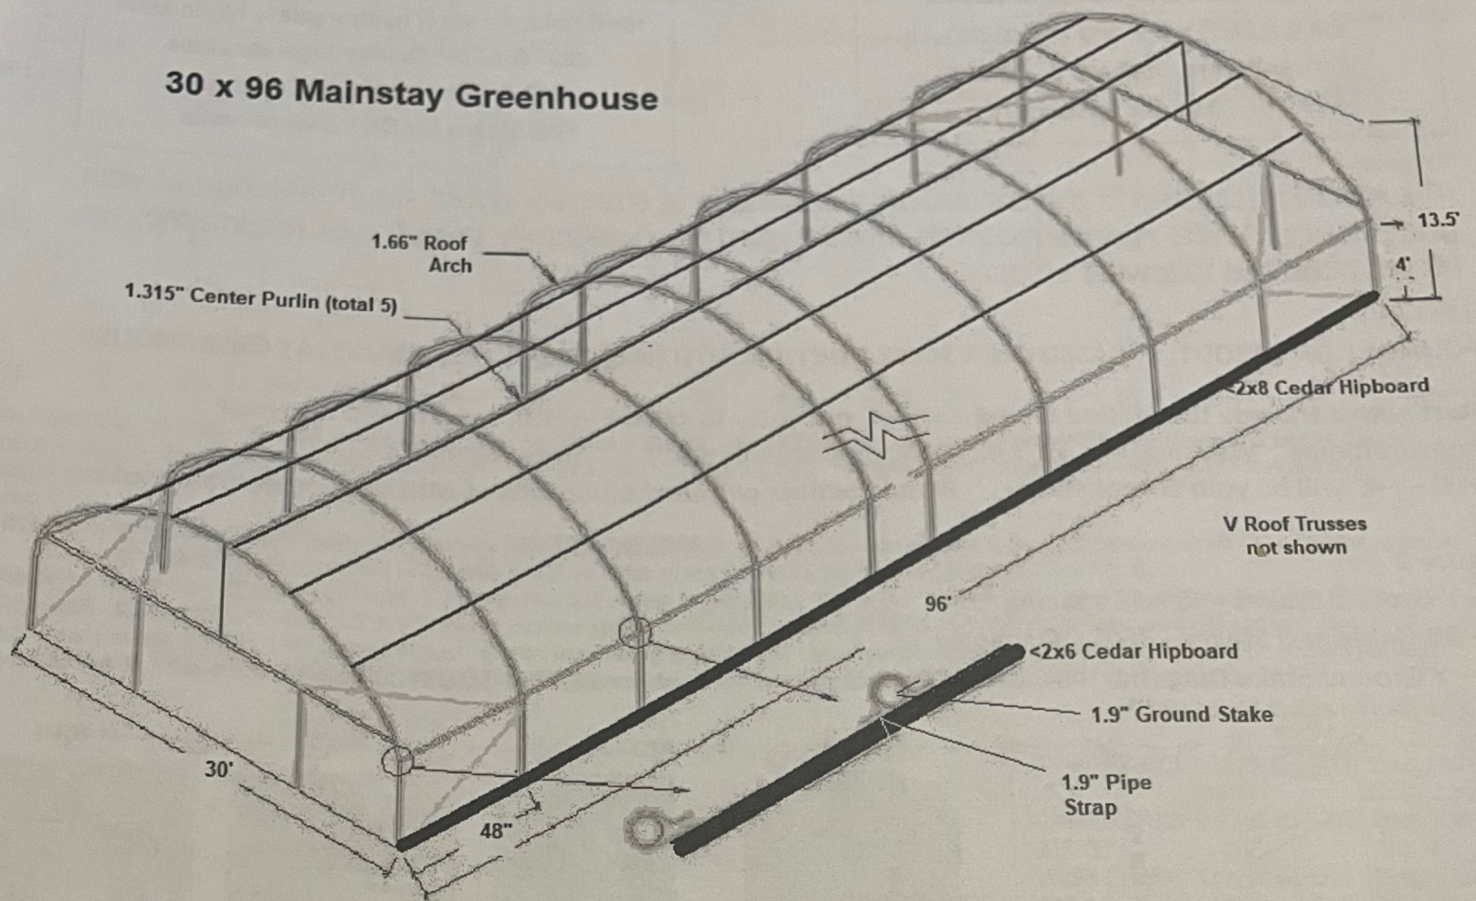 30 x 96 Mainstay Greenhouse
1.66" Roof
Arch
1.315" Center Purlin (total 5)
13.5'
4'
<2x8 Cedar Hipboard
V Roof Trusses
not shown
96'
<2x6 Cedar Hipboard
1.9" Ground Stake
1.9" Pipe
Strap
30'
48"